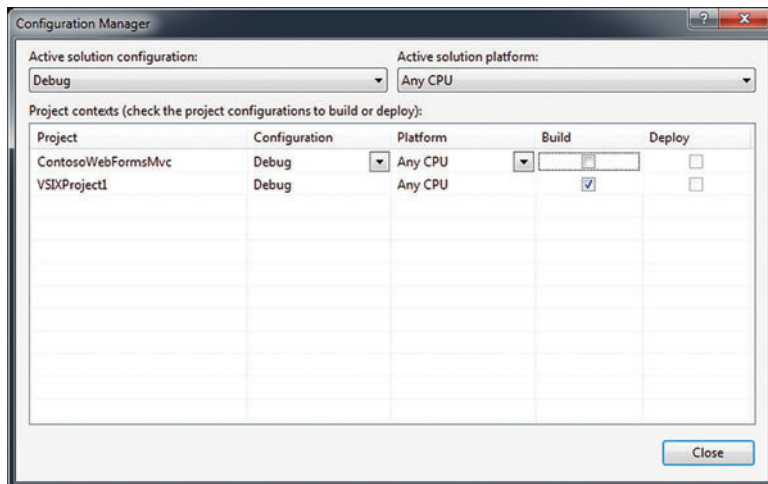 Configuration Manager
Active solution configuration: Active solution platform:
Debug Any CPU
Project contexts (check the project configurations to build or deploy):
Project Configuration Platform Build Deploy
ContosoWebFormsMvc Debug Any CPU
VSIXProject1 Debug Any CPU
Close